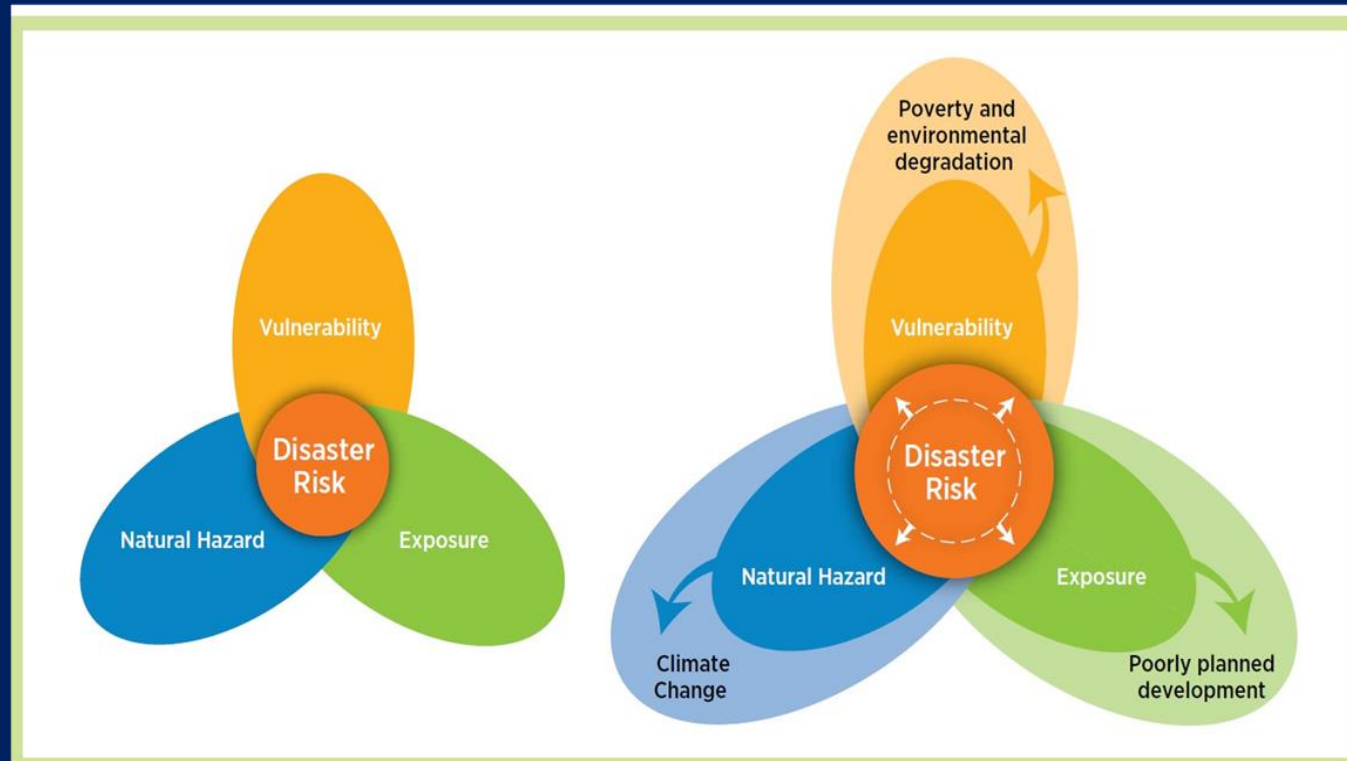 Vulnerability
Disaster
Risk
Natural Hazard
Exposure
Poverty and
environmental
degradation
Vulnerability
Disaster
Risk
Natural Hazard
Exposure
Climate
Change
Poorly planned
development